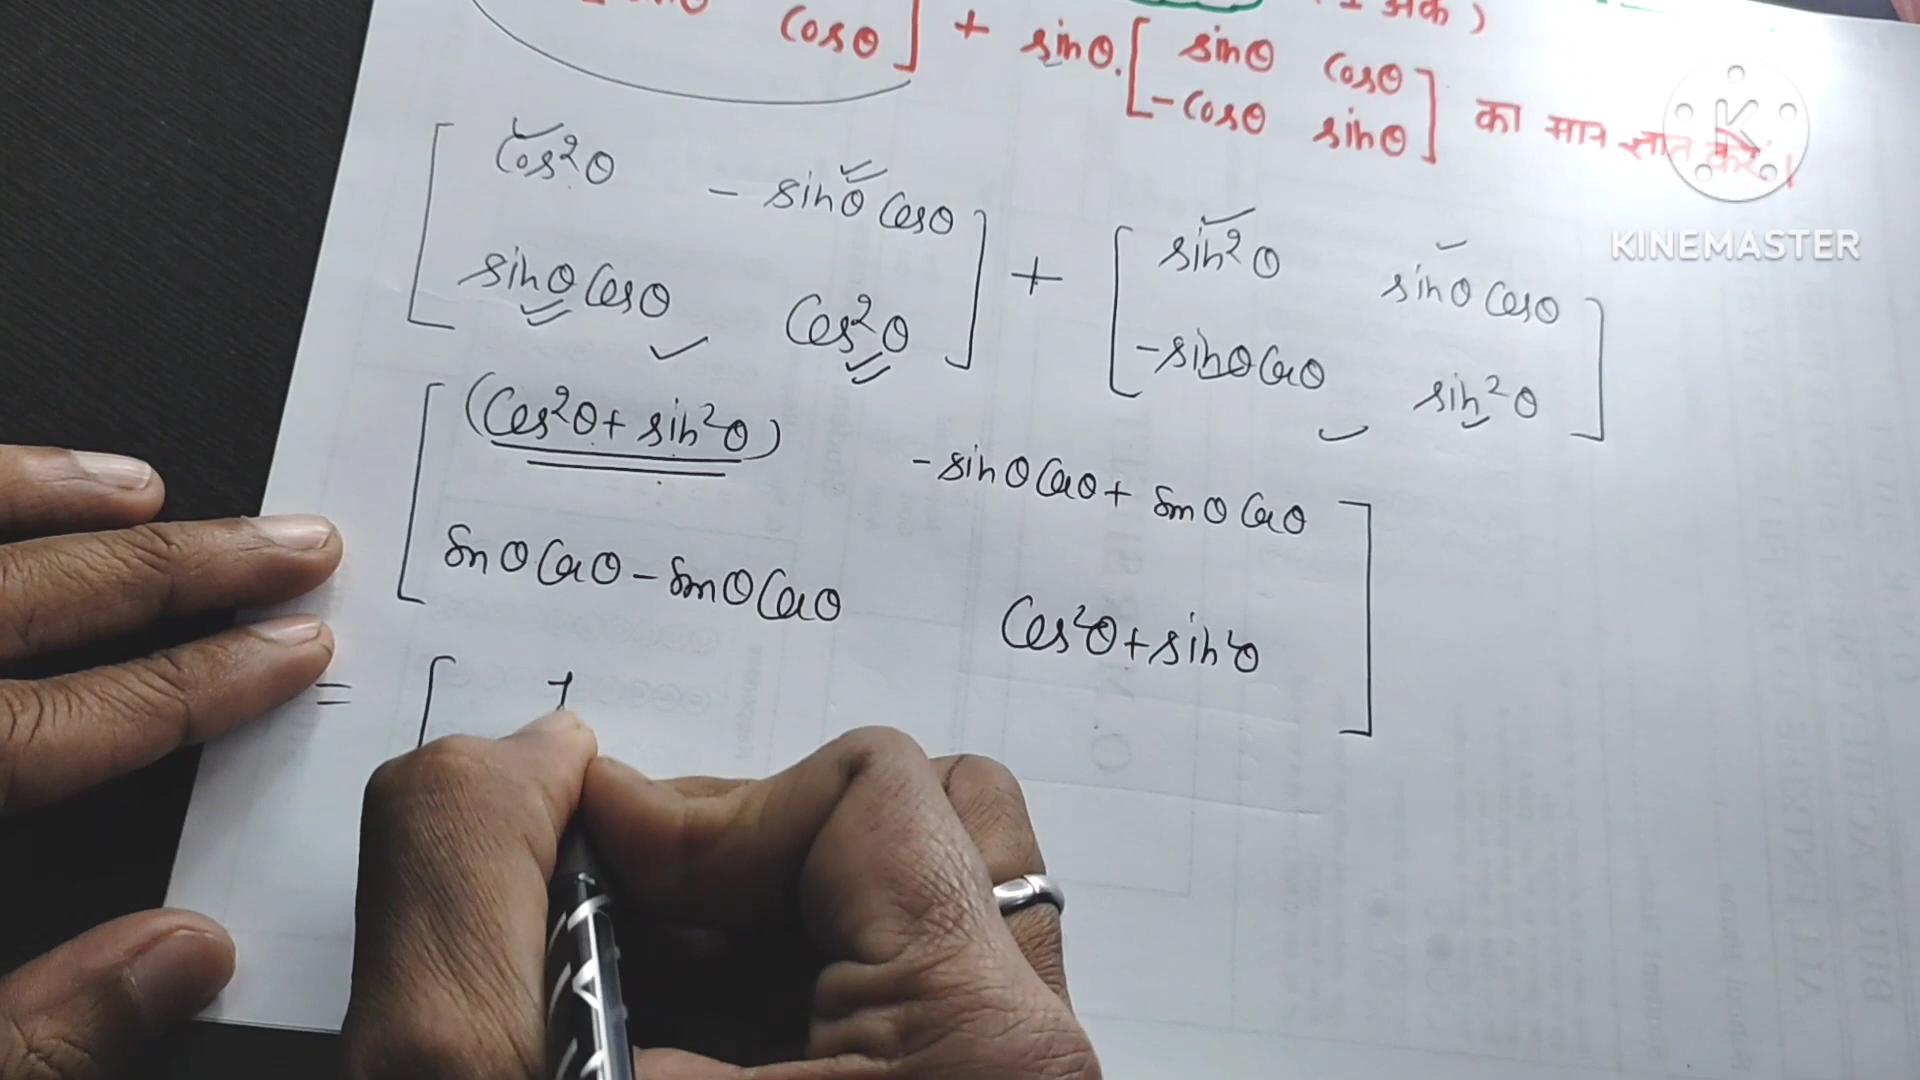 अंक )
cosθ ] + sinθ. [ sinθ cosθ
-cosθ sinθ ] का मान ज्ञात करें।
KINEMASTER
[ cos²θ - sinθ cosθ
sinθ cosθ cos²θ ] + [ sin²θ sinθ cosθ
-sinθ cosθ sin²θ ]
[ (cos²θ + sin²θ) - sinθ cosθ + sinθ cosθ
sinθ cosθ - sinθ cosθ cos²θ + sin²θ ]
= [ 1